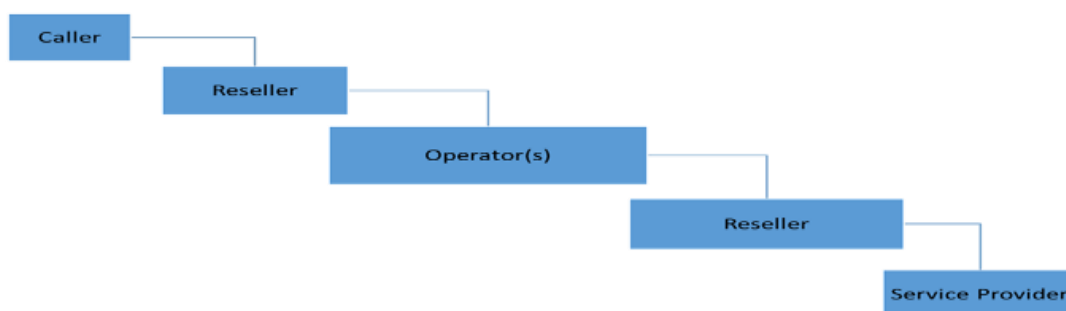 Caller
Reseller
Operator(s)
Reseller
Service Provider